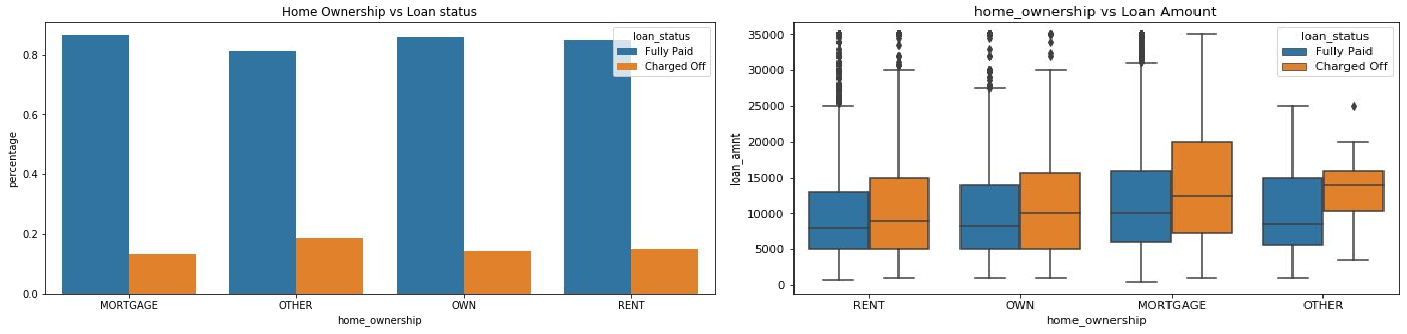 Home Ownership vs Loan status
loan_status
Fully Paid
Charged Off
0.8
0.6
0.4
0.2
0.0
percentage
MORTGAGE OTHER OWN RENT
home_ownership
home_ownership vs Loan Amount
loan_status
Fully Paid
Charged Off
35000
30000
25000
20000
15000
10000
5000
0
loan_amnt
RENT OWN MORTGAGE OTHER
home_ownership